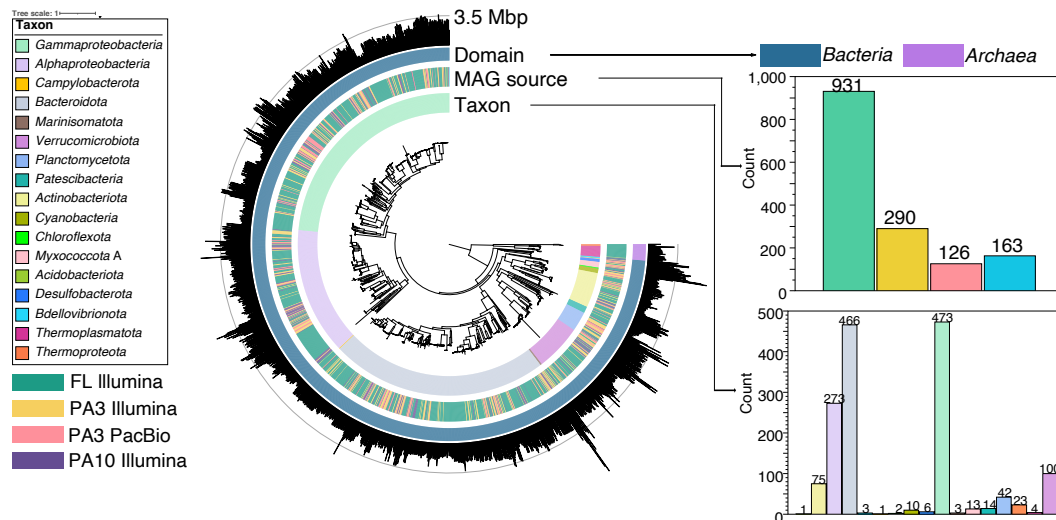 Tree scale: 1
Taxon
Gammaproteobacteria
Alphaproteobacteria
Campylobacterota
Bacteroidota
Marinisomatota
Verrucomicrobiota
Planctomycetota
Patescibacteria
Actinobacteriota
Cyanobacteria
Chloroflexota
Myxococcota A
Acidobacteriota
Desulfobacterota
Bdellovibrionota
Thermoplasmatota
Thermoproteota
FL Illumina
PA3 Illumina
PA3 PacBio
PA10 Illumina
3.5 Mbp
Domain
MAG source
Taxon
Bacteria
Archaea
1,000
800
600
400
200
0
Count
931
290
126
163
500
400
300
200
100
0
Count
1
75
273
466
3
1
2
10
6
473
3
13
14
42
23
4
100